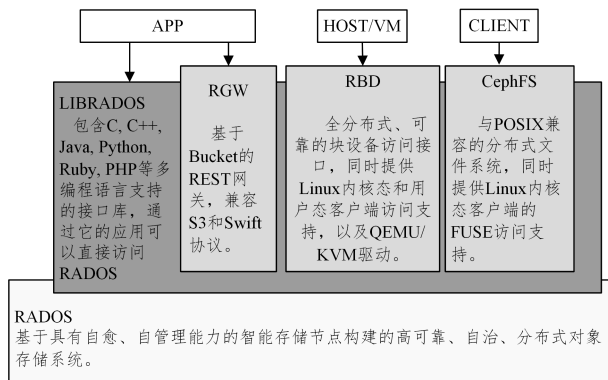 APP
HOST/VM
CLIENT
LIBRADOS
包含C, C++,
Java, Python,
Ruby, PHP等多
编程语言支持
的接口库，通
过它的应用可
以直接访问
RADOS
RGW
基于
Bucket的
REST网
关，兼容
S3和Swift
协议。
RBD
全分布式、可
靠的块设备访问接
口，同时提供
Linux内核态和用
户态客户端访问支
持，以及QEMU/
KVM驱动。
CephFS
与POSIX兼
容的分布式文
件系统，同时
提供Linux内核
态客户端的
FUSE访问支
持。
RADOS
基于具有自愈、自管理能力的智能存储节点构建的高可靠、自治、分布式对象
存储系统。